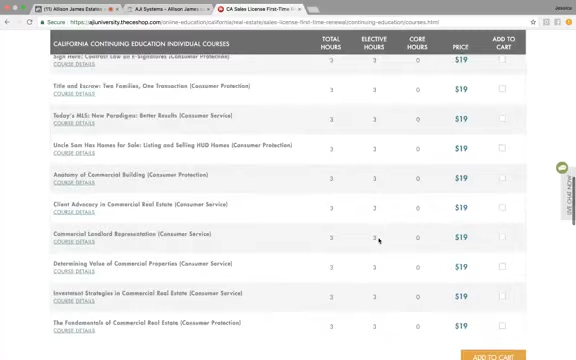 (11) Allison James Estates
AJ Systems - Allison James
CA Sales License First-Time R
Jessica
Secure https://ajuniversity.theceshop.com/online-education/california/real-estate/sales-license-first-time-renewal/continuing-education/courses.html
CALIFORNIA CONTINUING EDUCATION INDIVIDUAL COURSES TOTAL HOURS ELECTIVE HOURS CORE HOURS PRICE ADD TO CART
Sign Here: Contract Law on E-Signatures (Consumer Protection) 3 3 0 $19
COURSE DETAILS
Title and Escrow: Two Families, One Transaction (Consumer Protection) 3 3 0 $19
COURSE DETAILS
Today's MLS: New Paradigms: Better Results (Consumer Service) 3 3 0 $19
COURSE DETAILS
Uncle Sam Has Homes for Sale: Listing and Selling HUD Homes (Consumer Protection) 3 3 0 $19
COURSE DETAILS
Anatomy of Commercial Building (Consumer Protection) 3 3 0 $19
COURSE DETAILS
Client Advocacy in Commercial Real Estate (Consumer Service) 3 3 0 $19
COURSE DETAILS
Commercial Landlord Representation (Consumer Service) 3 3 0 $19
COURSE DETAILS
Determining Value of Commercial Properties (Consumer Service) 3 3 0 $19
COURSE DETAILS
Investment Strategies in Commercial Real Estate (Consumer Service) 3 3 0 $19
COURSE DETAILS
The Fundamentals of Commercial Real Estate (Consumer Protection) 3 3 0 $19
COURSE DETAILS
ADD TO CART